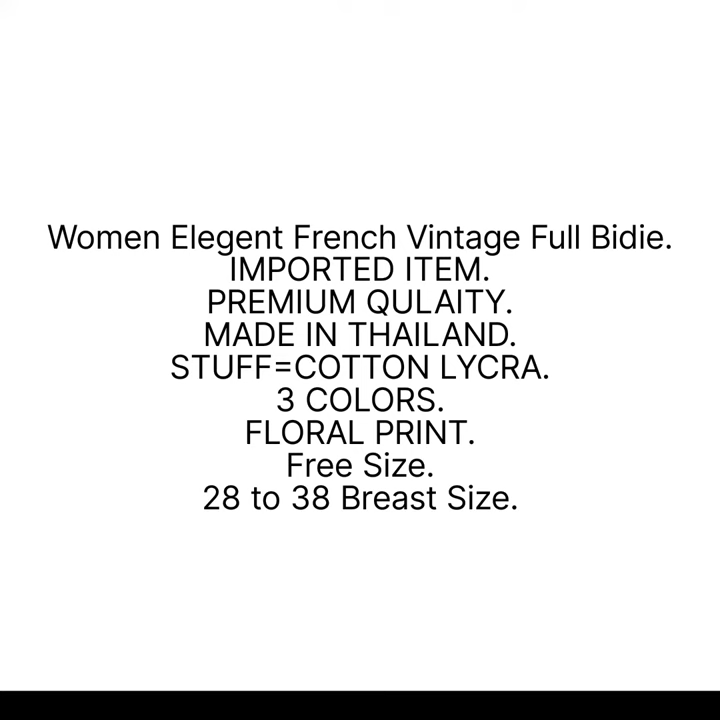 Women Elegent French Vintage Full Bidie.
IMPORTED ITEM.
PREMIUM QULAITY.
MADE IN THAILAND.
STUFF=COTTON LYCRA.
3 COLORS.
FLORAL PRINT.
Free Size.
28 to 38 Breast Size.